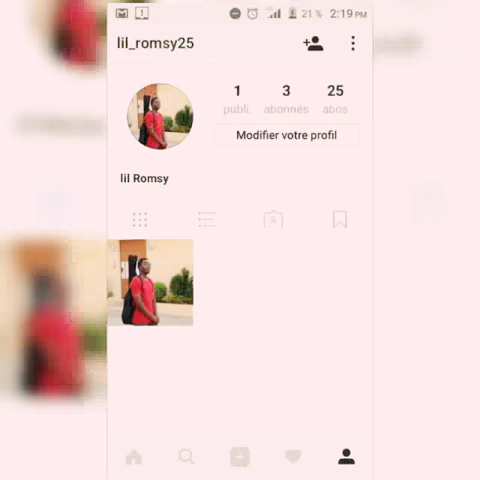 21% 2:19 PM
lil_romsy25
1 3 25
publi. abonnés abos
Modifier votre profil
lil Romsy